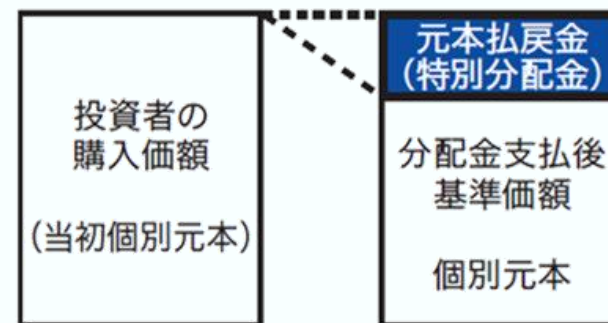 投資者の
購入価額
(当初個別元本)
元本払戻金
(特別分配金)
分配金支払後
基準価額
個別元本